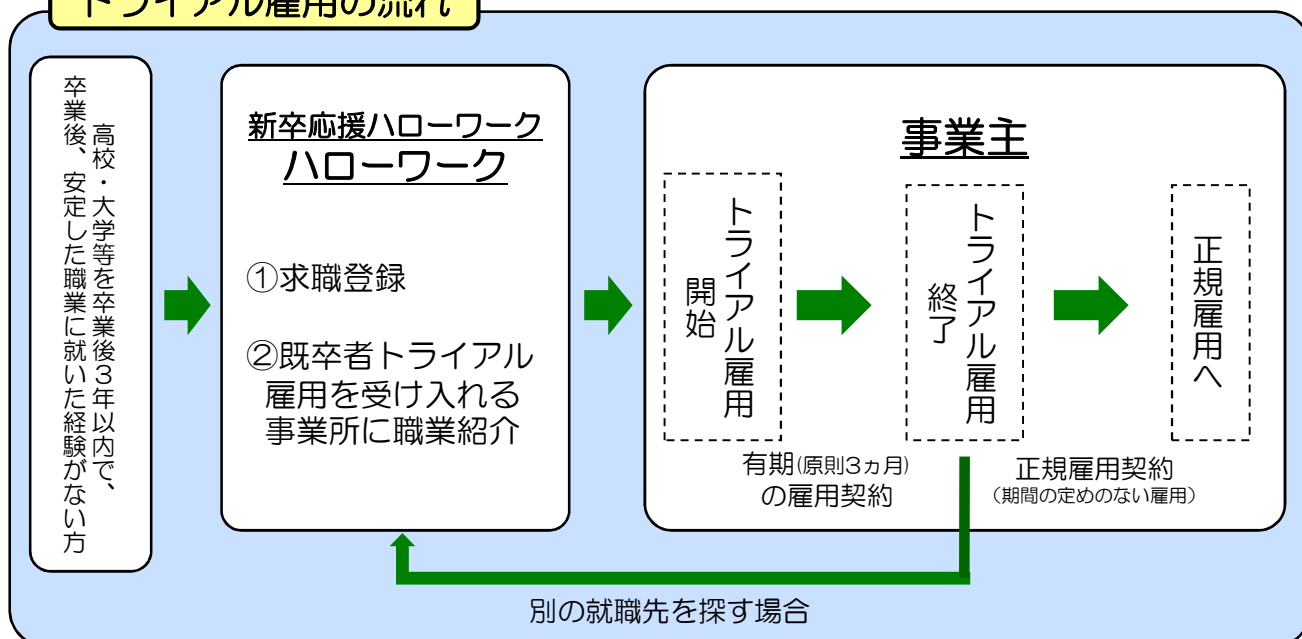 トライアル雇用の流れ
高校・大学等を卒業後3年以内で、
卒業後、安定した職業に就いた経験がない方
新卒応援ハローワーク
ハローワーク
①求職登録
②既卒者トライアル
雇用を受け入れる
事業所に職業紹介
事業主
トライアル雇用
開始
トライアル雇用
終了
正規雇用へ
有期(原則3ヵ月)
の雇用契約
正規雇用契約
(期間の定めのない雇用)
別の就職先を探す場合